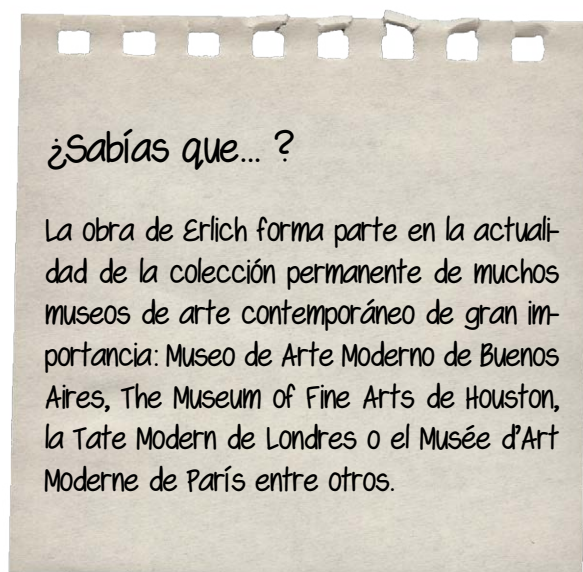 ¿Sabías que... ?
La obra de Erlich forma parte en la actuali-
dad de la colección permanente de muchos
museos de arte contemporáneo de gran im-
portancia: Museo de Arte Moderno de Buenos
Aires, The Museum of Fine Arts de Houston,
la Tate Modern de Londres o el Musée d'Art
Moderne de París entre otros.